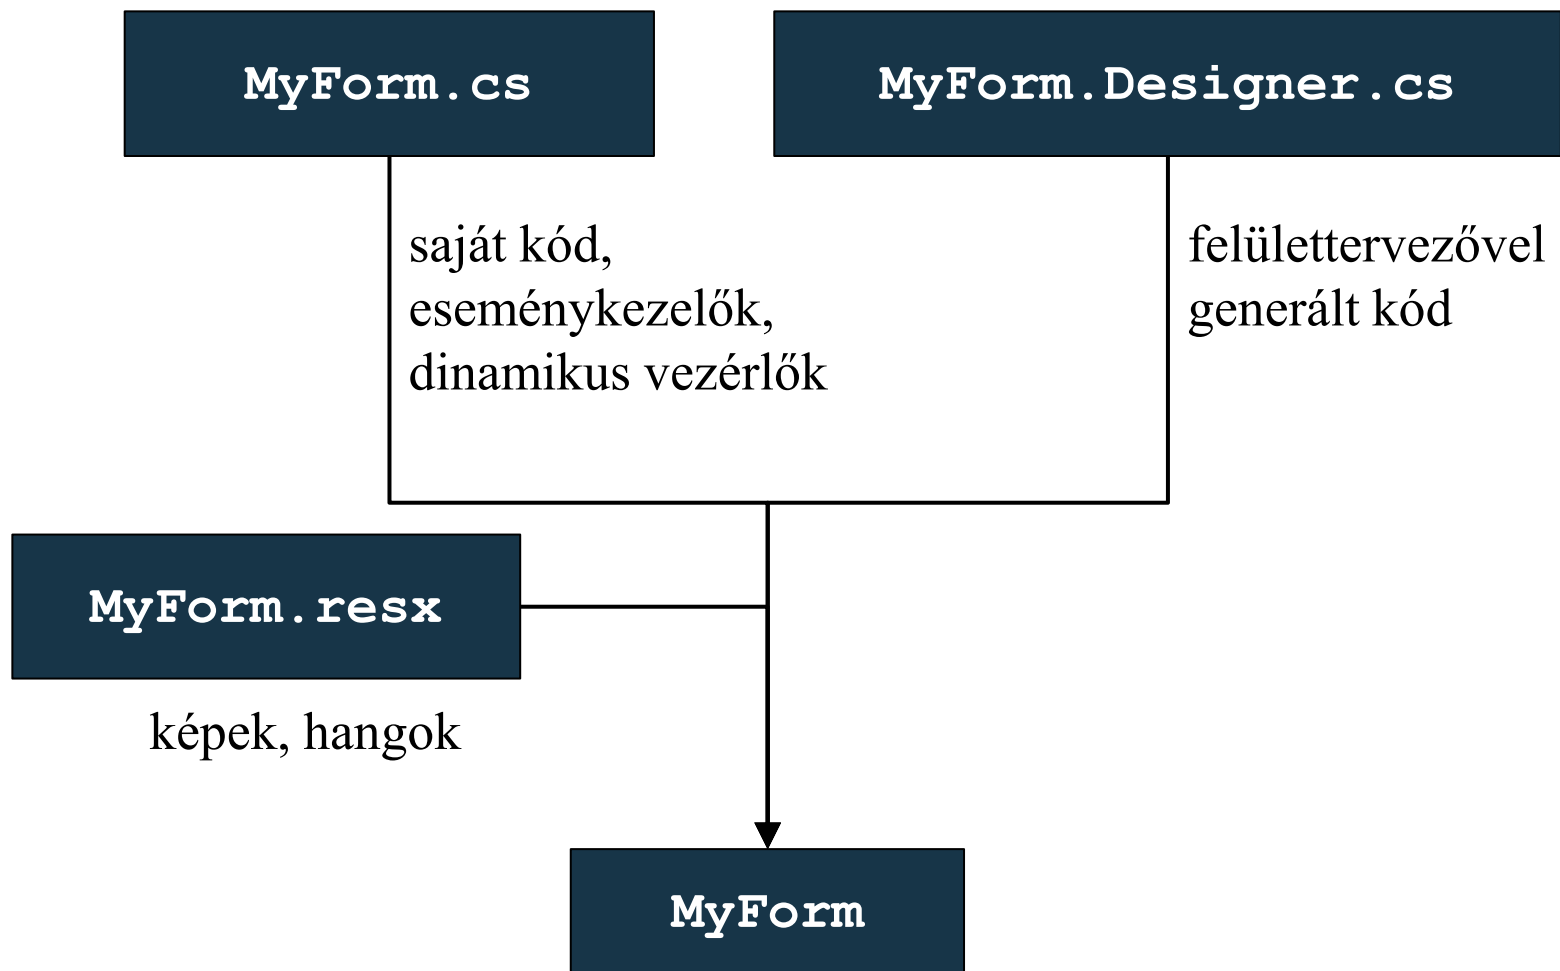 MyForm.cs
MyForm.Designer.cs
saját kód,
eseménykezelők,
dinamikus vezérlők
felülettervezővel
generált kód
MyForm.resx
képek, hangok
MyForm